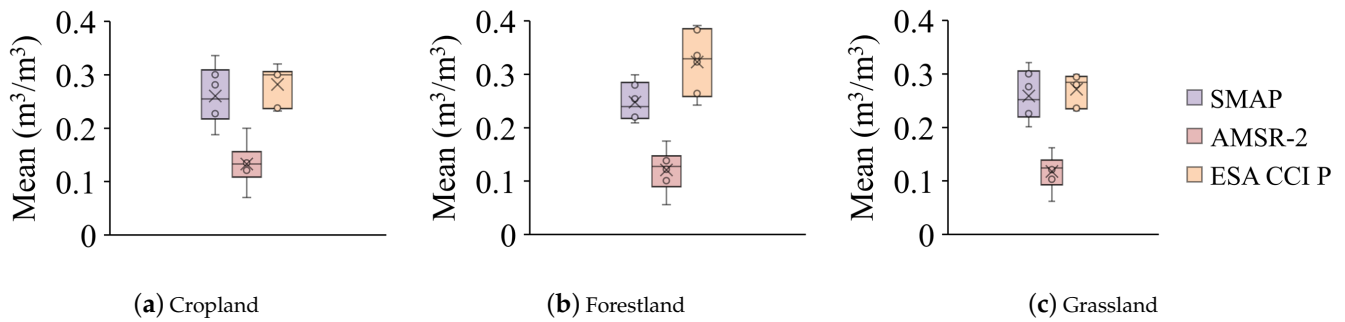 0.4
0.3
0.2
0.1
0
Mean (m³/m³)
(a) Cropland
0.4
0.3
0.2
0.1
0
Mean (m³/m³)
(b) Forestland
0.4
0.3
0.2
0.1
0
Mean (m³/m³)
(c) Grassland
SMAP
AMSR-2
ESA CCI P